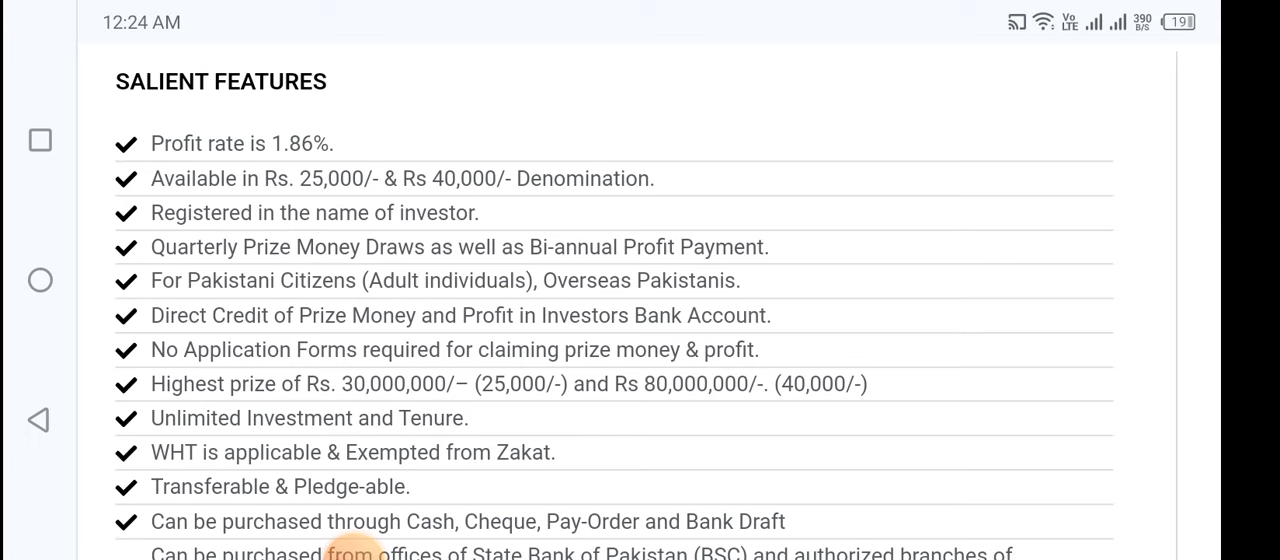 12:24 AM
Vo LTE 390 B/S 19
SALIENT FEATURES
Profit rate is 1.86%.
Available in Rs. 25,000/- & Rs 40,000/- Denomination.
Registered in the name of investor.
Quarterly Prize Money Draws as well as Bi-annual Profit Payment.
For Pakistani Citizens (Adult individuals), Overseas Pakistanis.
Direct Credit of Prize Money and Profit in Investors Bank Account.
No Application Forms required for claiming prize money & profit.
Highest prize of Rs. 30,000,000/– (25,000/-) and Rs 80,000,000/-. (40,000/-)
Unlimited Investment and Tenure.
WHT is applicable & Exempted from Zakat.
Transferable & Pledge-able.
Can be purchased through Cash, Cheque, Pay-Order and Bank Draft
Can be purchased from offices of State Bank of Pakistan (BSC) and authorized branches of